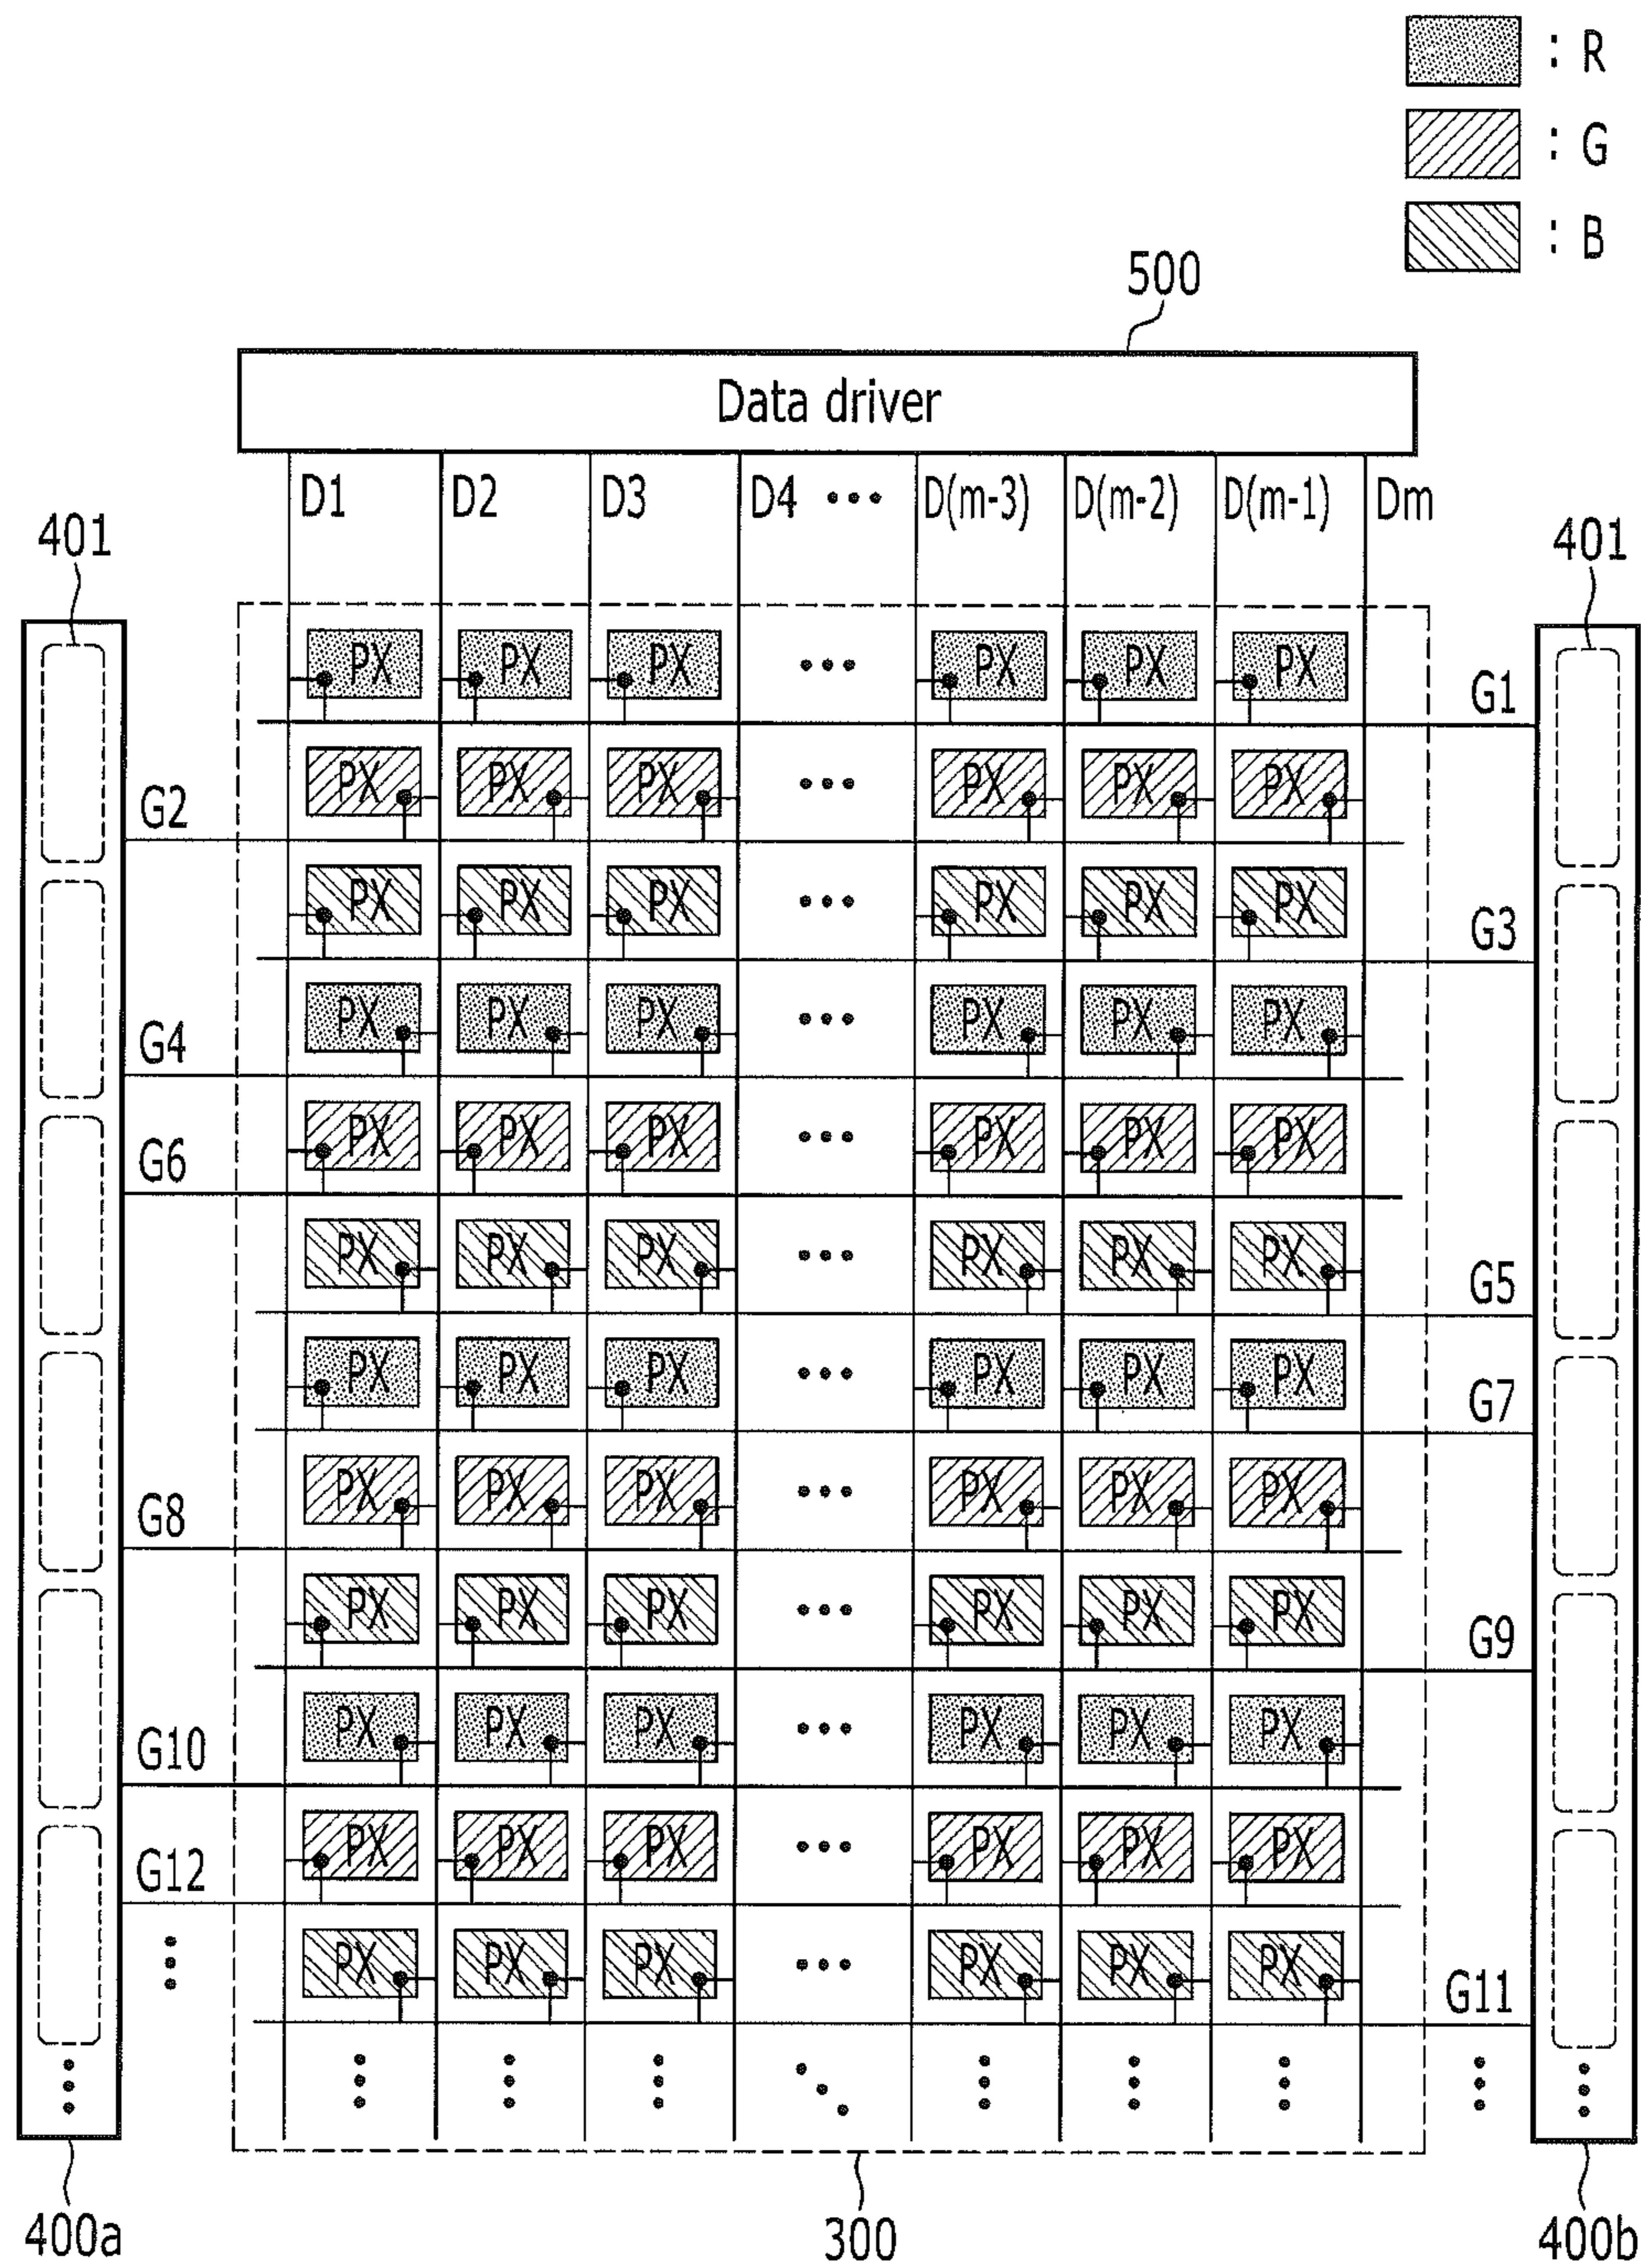 : R
: G
: B
500
Data driver
D1 D2 D3 D4 ... D(m-3) D(m-2) D(m-1) Dm
401 401
PX PX PX ... PX PX PX
G1
PX PX PX ... PX PX PX
G2
PX PX PX ... PX PX PX
G3
PX PX PX ... PX PX PX
G4
PX PX PX ... PX PX PX
G6
PX PX PX ... PX PX PX
G5
PX PX PX ... PX PX PX
G7
PX PX PX ... PX PX PX
G8
PX PX PX ... PX PX PX
G9
PX PX PX ... PX PX PX
G10
PX PX PX ... PX PX PX
G12
PX PX PX ... PX PX PX
G11
400a 300 400b